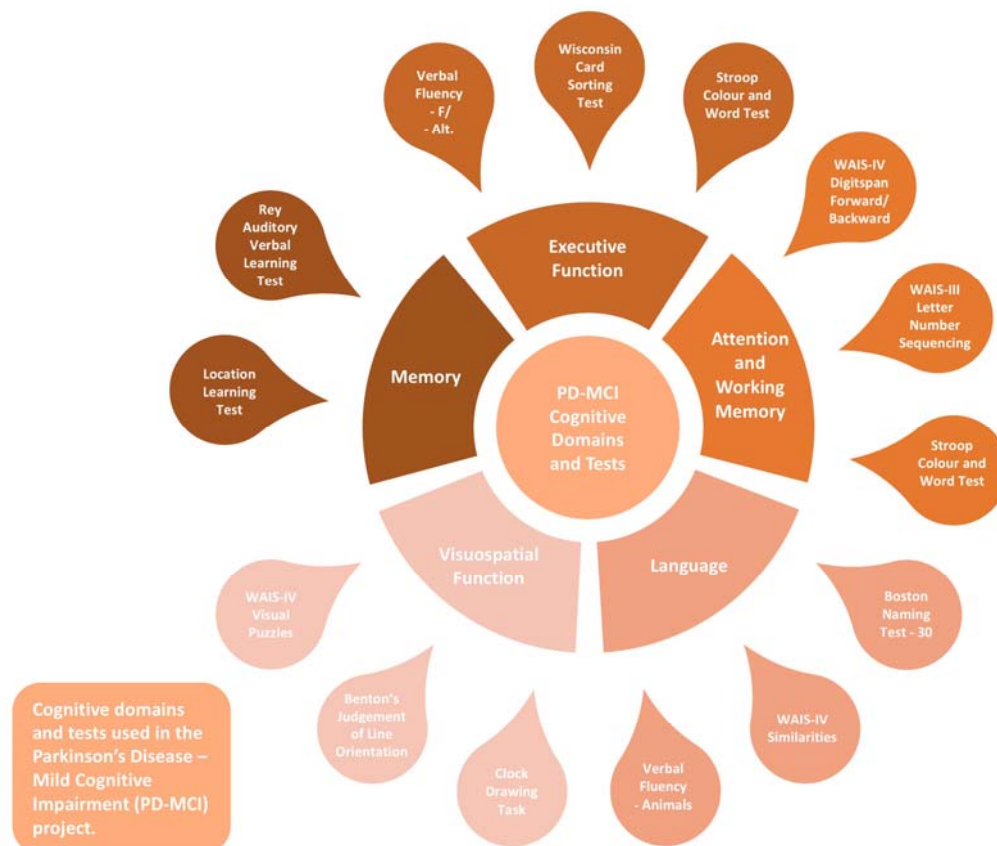 Wisconsin
Card
Sorting
Test
Verbal
Fluency
- F/
- Alt.
Stroop
Colour and
Word Test
WAIS-IV
Digitspan
Forward/
Backward
Rey
Auditory
Verbal
Learning
Test
Executive
Function
WAIS-III
Letter
Number
Sequencing
Location
Learning
Test
Memory
PD-MCI
Cognitive
Domains
and Tests
Attention
and
Working
Memory
Stroop
Colour and
Word Test
Visuospatial
Function
Language
WAIS-IV
Visual
Puzzles
Boston
Naming
Test - 30
Benton's
Judgement
of Line
Orientation
WAIS-IV
Similarities
Clock
Drawing
Task
Verbal
Fluency
- Animals
Cognitive domains
and tests used in the
Parkinson's Disease –
Mild Cognitive
Impairment (PD-MCI)
project.